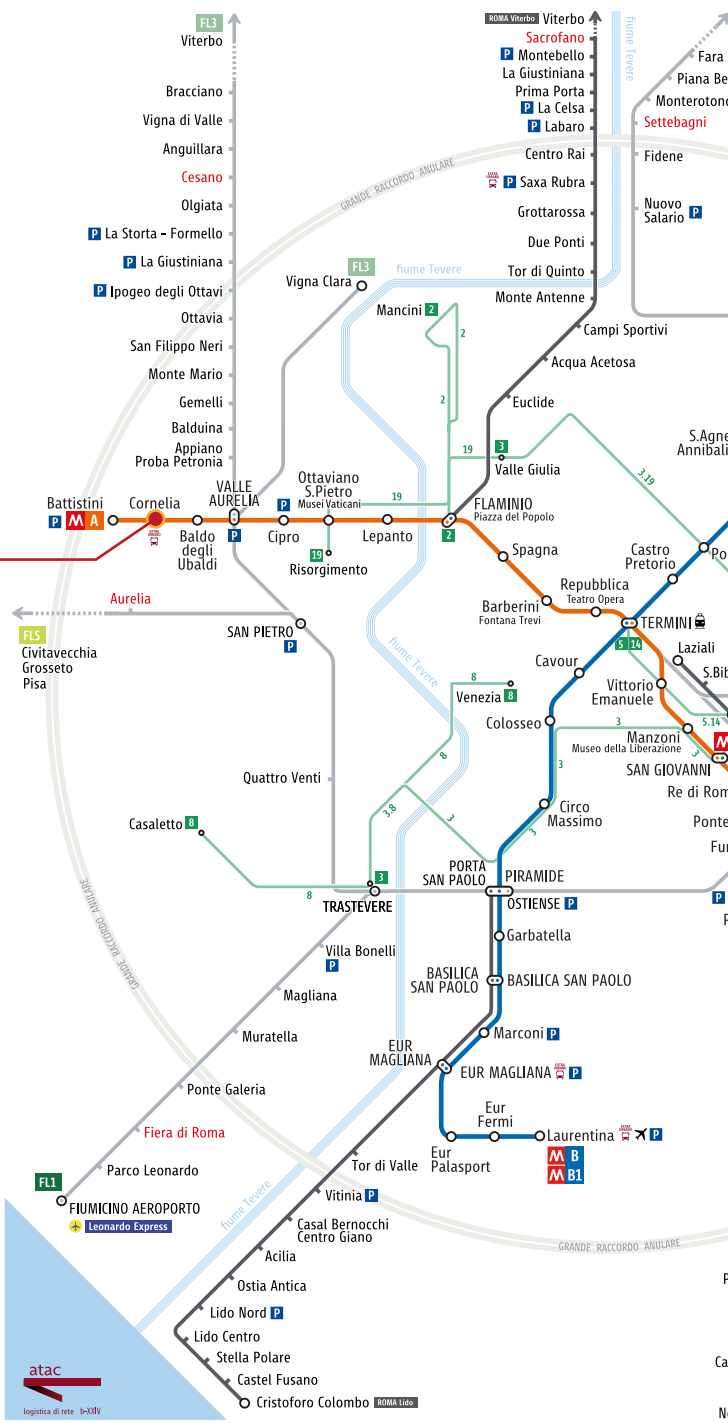 FL3
Viterbo
Bracciano
Vigna di Valle
Anguillara
Cesano
Olgiata
P La Storta - Formello
P La Giustiniana
P Ipogeo degli Ottavi
Ottavia
San Filippo Neri
Monte Mario
Gemelli
Balduina
Appiano
Proba Petronia
ROMA Viterbo Viterbo
Sacrofano
P Montebello
La Giustiniana
Prima Porta
P La Celsa
P Labaro
Centro Rai
P Saxa Rubra
Grottarossa
Due Ponti
Tor di Quinto
Monte Antenne
Campi Sportivi
Acqua Acetosa
Euclide
fiume Tevere
Fara
Piana Be
Monterotond
Settebagni
Fidene
Nuovo
Salario P
GRANDE RACCORDO ANULARE
fiume Tevere
FL3
Vigna Clara
Mancini 2
2
2
19
3
Valle Giulia
3.19
S.Agne
Annibali
Battistini
P M A
Cornelia
Baldo
degli
Ubaldi
VALLE
AURELIA
P
P
Cipro
Ottaviano
S.Pietro
Musei Vaticani
19
19
Risorgimento
Lepanto
FLAMINIO
Piazza del Popolo
2
Spagna
Barberini
Fontana Trevi
Repubblica
Teatro Opera
Castro
Pretorio
Po
TERMINI
5 14
Laziali
S.Bib
Vittorio
Emanuele
5.14
Manzoni
Museo della Liberazione
M
SAN GIOVANNI
3
Re di Rom
Ponte
Fur
P
P
Aurelia
FL5
Civitavecchia
Grosseto
Pisa
SAN PIETRO
P
fiume Tevere
Cavour
Colosseo
8
Venezia 8
8
3
3
Circo
Massimo
3
3
3.8
Quattro Venti
Casaletto 8
8
3
TRASTEVERE
PORTA
SAN PAOLO
PIRAMIDE
OSTIENSE P
Garbatella
BASILICA
SAN PAOLO
BASILICA SAN PAOLO
Marconi P
EUR
MAGLIANA
EUR MAGLIANA P
Eur
Palasport
Eur
Fermi
Laurentina P
M B
M B1
GRANDE RACCORDO ANULARE
Villa Bonelli
P
Magliana
Muratella
Ponte Galeria
Fiera di Roma
Parco Leonardo
FL1
FIUMICINO AEROPORTO
Leonardo Express
fiume Tevere
Tor di Valle
Vitinia P
Casal Bernocchi
Centro Giano
Acilia
Ostia Antica
Lido Nord P
Lido Centro
Stella Polare
Castel Fusano
Cristoforo Colombo ROMA Lido
GRANDE RACCORDO ANULARE
P
Ca
N
atac
logistica di rete b-XXIV